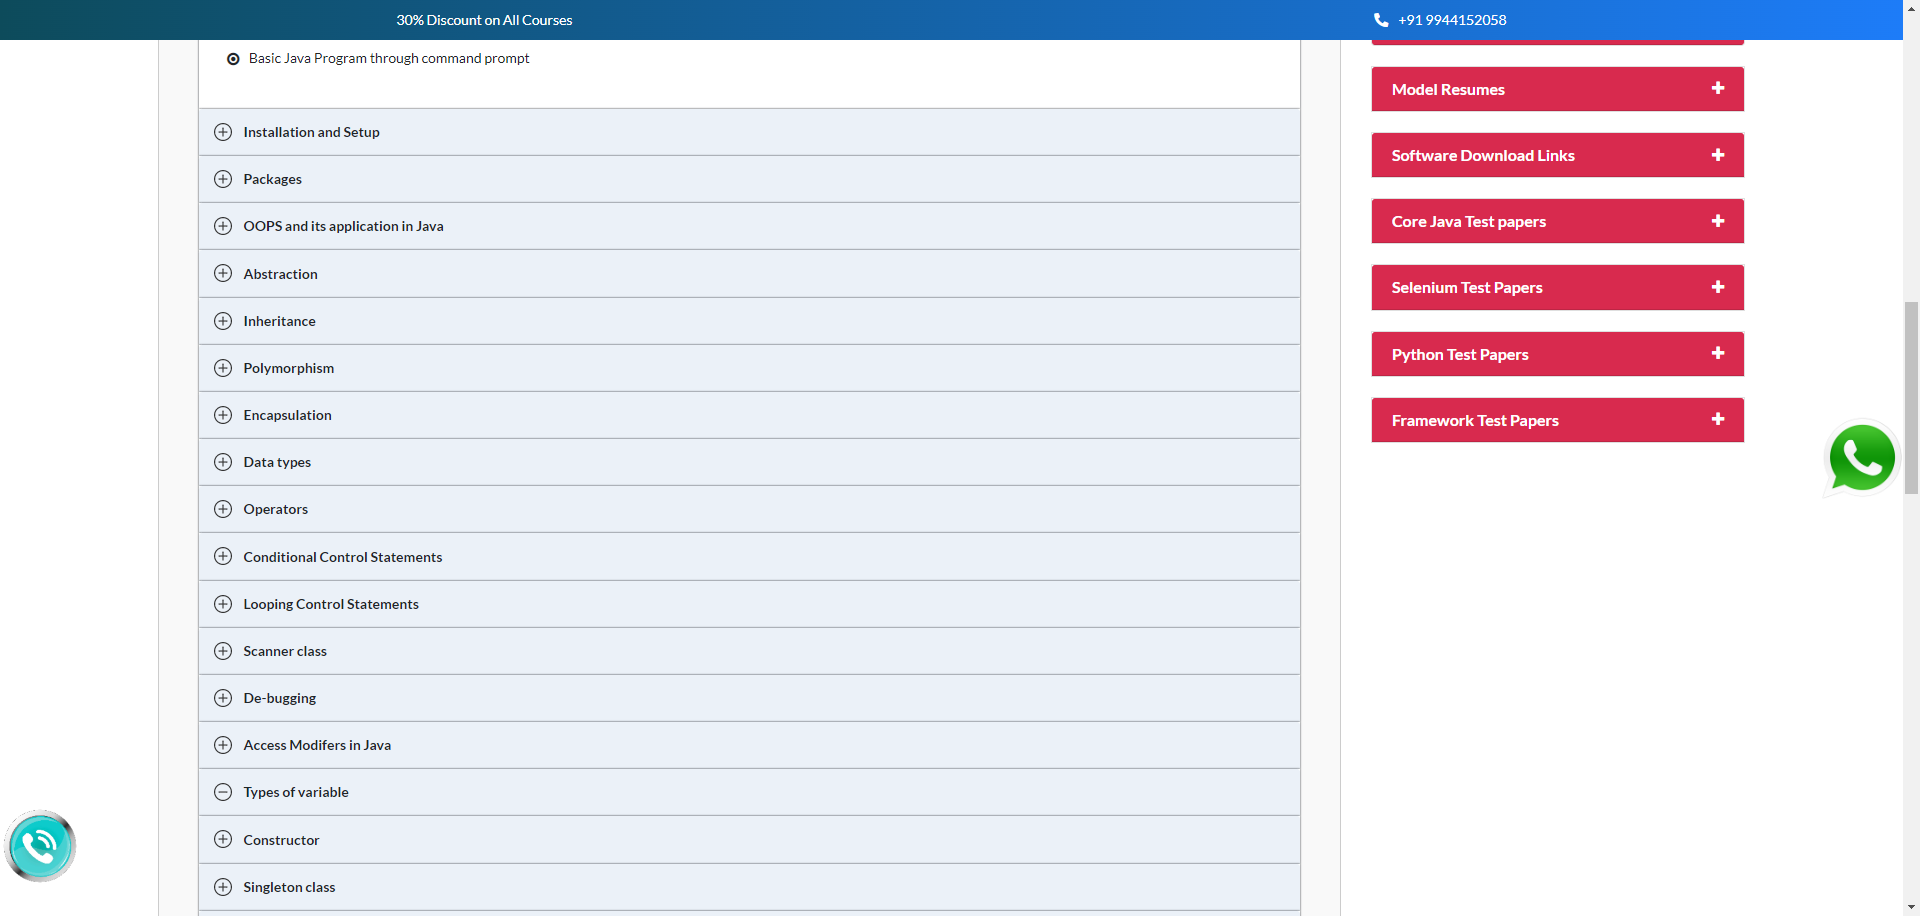 30% Discount on All Courses
+91 9944152058
Basic Java Program through command prompt
Installation and Setup
Packages
OOPS and its application in Java
Abstraction
Inheritance
Polymorphism
Encapsulation
Data types
Operators
Conditional Control Statements
Looping Control Statements
Scanner class
De-bugging
Access Modifers in Java
Types of variable
Constructor
Singleton class
Model Resumes
Software Download Links
Core Java Test papers
Selenium Test Papers
Python Test Papers
Framework Test Papers